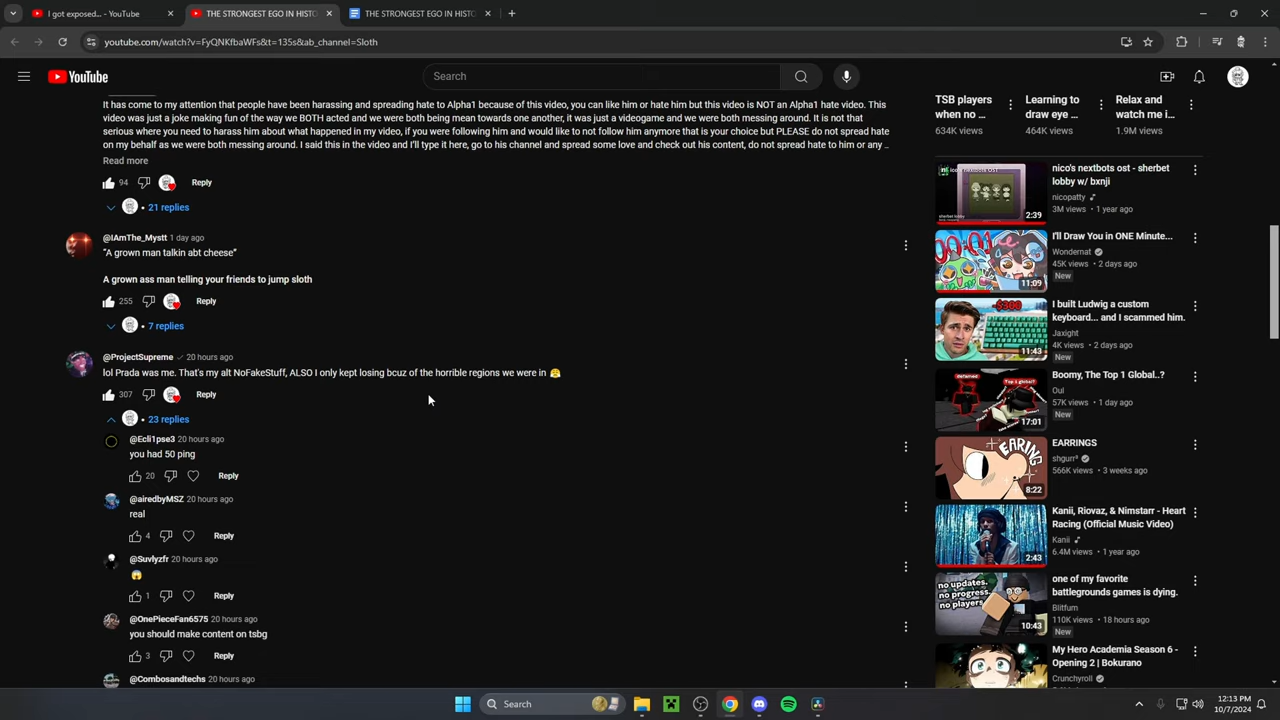 I got exposed... - YouTube
THE STRONGEST EGO IN HISTO
THE STRONGEST EGO IN HISTO
youtube.com/watch?v=FyQNKfbaWFs&t=135s&ab_channel=Sloth
YouTube
Search
It has come to my attention that people have been harassing and spreading hate to Alpha1 because of this video, you can like him or hate him but this video is NOT an Alpha1 hate video. This
video was just a joke making fun of the way we BOTH acted and we were both being mean towards one another, it was just a videogame and we were both messing around. It is not that
serious where you need to harass him about what happened in my video, if you were following him and would like to not follow him anymore that is your choice but PLEASE do not spread hate
on my behalf as we were both messing around. I said this in the video and I'll type it here, go to his channel and spread some love and check out his content, do not spread hate to him or any ...
Read more
94 Reply
21 replies
@IAmThe_Mystt 1 day ago
“A grown man talkin abt cheese”
A grown ass man telling your friends to jump sloth
255 Reply
7 replies
@ProjectSupreme 20 hours ago
lol Prada was me. That's my alt NoFakeStuff, ALSO I only kept losing bcuz of the horrible regions we were in 😤
307 Reply
23 replies
@Ecli1pse3 20 hours ago
you had 50 ping
20 Reply
@airedbyMSZ 20 hours ago
real
4 Reply
@Suvlyzfr 20 hours ago
😱
1 Reply
@OnePieceFan6575 20 hours ago
you should make content on tsbg
3 Reply
@Combosandtechs 20 hours ago
TSB players
when no ...
634K views
Learning to
draw eye ...
464K views
Relax and
watch me i...
1.9M views
nico's nextbots ost - sherbet
lobby w/ bxnji
nicopatty
3M views • 1 year ago
2:39
I'll Draw You in ONE Minute...
Wondernat
45K views • 2 days ago
New
11:09
I built Ludwig a custom
keyboard... and I scammed him.
Jaxight
4K views • 2 days ago
New
-$300
11:43
Boomy, The Top 1 Global..?
Oul
57K views • 1 day ago
New
Top 1 global?
17:01
EARRINGS
shgurr²
566K views • 3 weeks ago
EARING
8:22
Kanii, Riovaz, & Nimstarr - Heart
Racing (Official Music Video)
Kanii
6.4M views • 1 year ago
2:43
one of my favorite
battlegrounds games is dying.
Blitfum
110K views • 18 hours ago
New
no updates.
no progress,
no players.
10:43
My Hero Academia Season 6 -
Opening 2 | Bokurano
Crunchyroll
Search
12:13 PM
10/7/2024